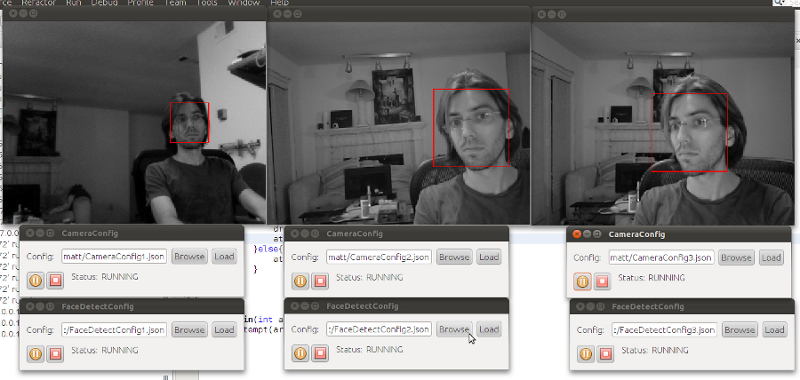 Refactor Run Debug Profile Team Tools Window Help
CameraConfig
Config: matt/CameraConfig1.json Browse Load
Status: RUNNING
FaceDetectConfig
Config: :/FaceDetectConfig1.json Browse Load
Status: RUNNING
CameraConfig
Config: matt/CameraConfig2.json Browse Load
Status: RUNNING
FaceDetectConfig
Config: :/FaceDetectConfig2.json Browse Load
Status: RUNNING
CameraConfig
Config: matt/CameraConfig3.json Browse Load
Status: RUNNING
FaceDetectConfig
Config: :/FaceDetectConfig3.json Browse Load
Status: RUNNING
}else{
at
}
in(int a
tempt(ar